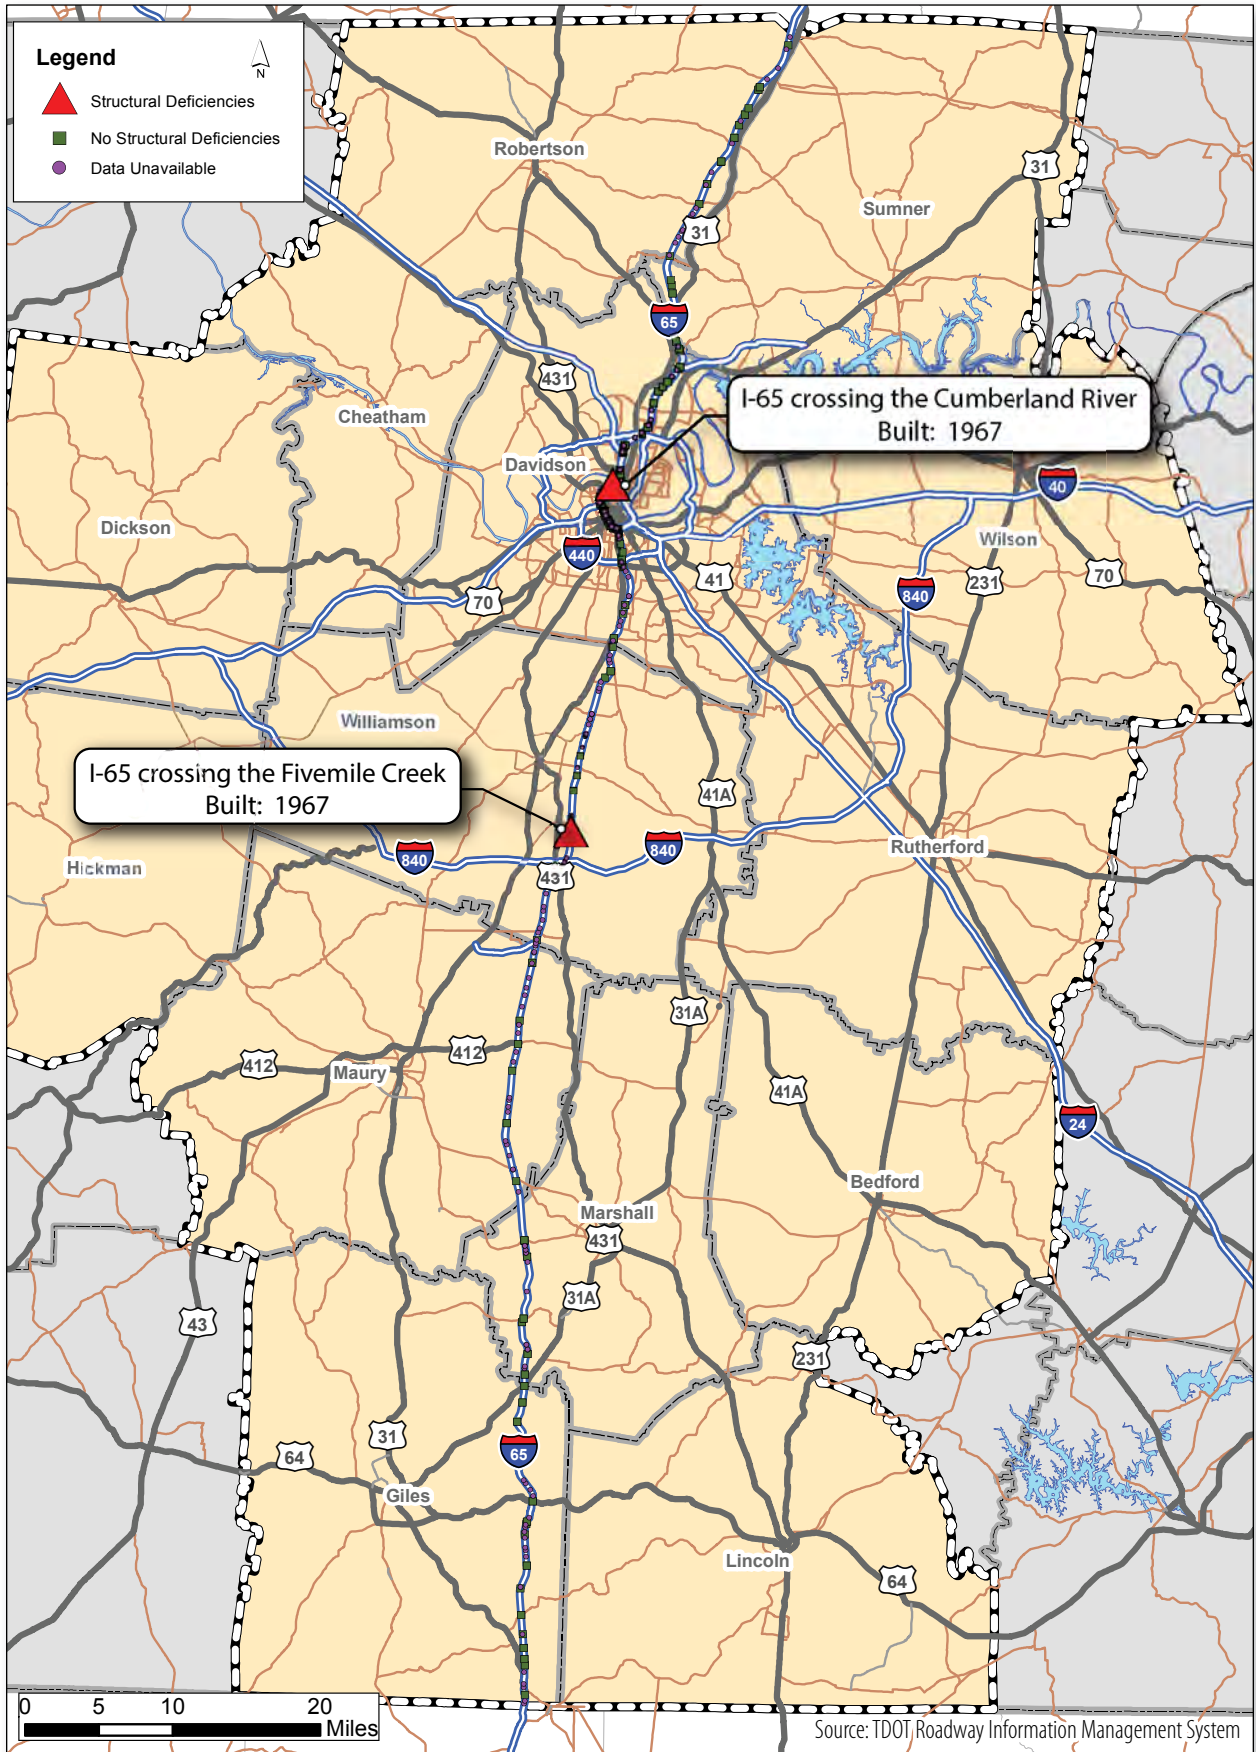 Legend
N
Structural Deficiencies
No Structural Deficiencies
Data Unavailable
Robertson
31
Sumner
31
65
431
I-65 crossing the Cumberland River
Built: 1967
Cheatham
Davidson
40
Dickson
Wilson
440
41
231
70
840
70
Williamson
I-65 crossing the Fivemile Creek
Built: 1967
41A
Rutherford
840
840
Hickman
431
31A
412
412
Maury
41A
24
Bedford
Marshall
431
31A
43
231
31
65
64
Giles
Lincoln
64
0 5 10 20
Miles
Source: TDOT Roadway Information Management System